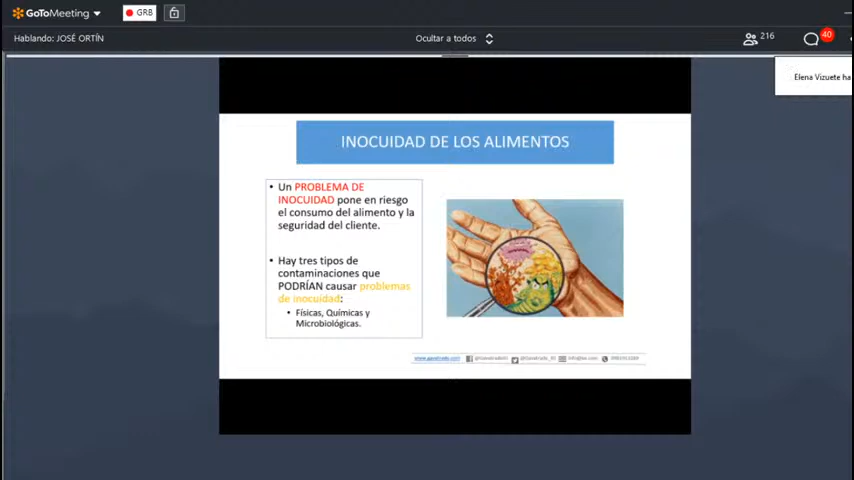 GoToMeeting
GRB
Hablando: JOSÉ ORTÍN
Ocultar a todos
216
40
Elena Vizuete ha
INOCUIDAD DE LOS ALIMENTOS
• Un PROBLEMA DE
INOCUIDAD pone en riesgo
el consumo del alimento y la
seguridad del cliente.
• Hay tres tipos de
contaminaciones que
PODRÍAN causar problemas
de inocuidad:
• Físicas, Químicas y
Microbiológicas.